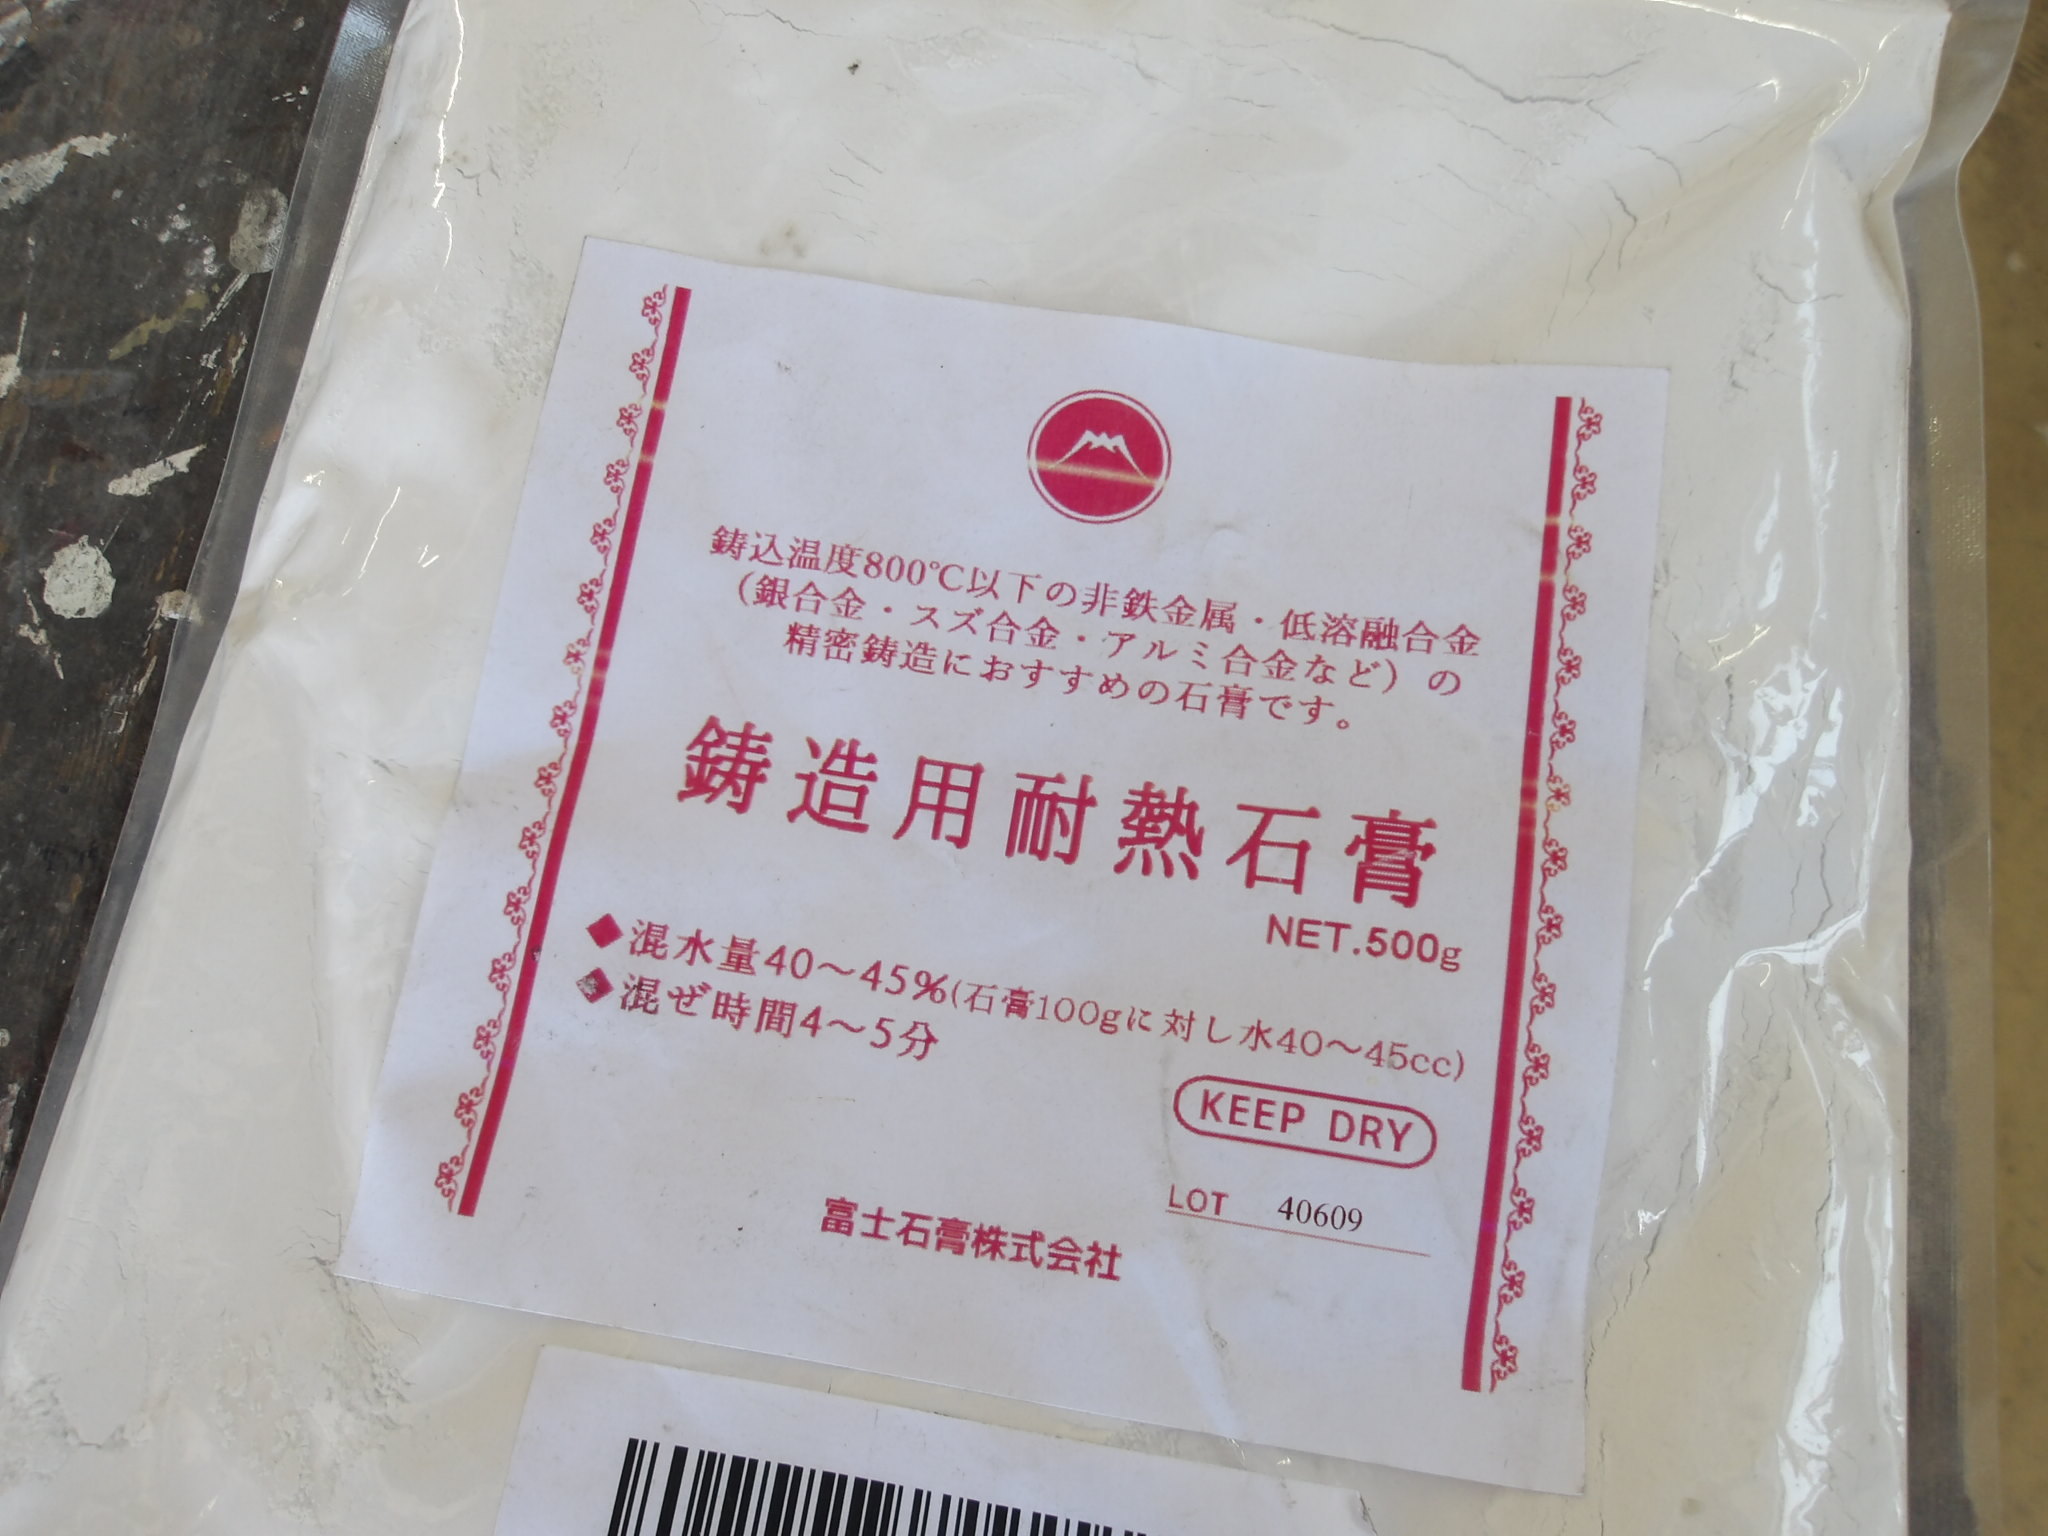 鋳込温度800℃以下の非鉄金属・低溶融合金
(銀合金・スズ合金・アルミ合金など)の
精密鋳造におすすめの石膏です。
鋳造用耐熱石膏
NET.500g
◆混水量40〜45%(石膏100gに対し水40〜45cc)
◆混ぜ時間4〜5分
KEEP DRY
LOT 40609
富士石膏株式会社